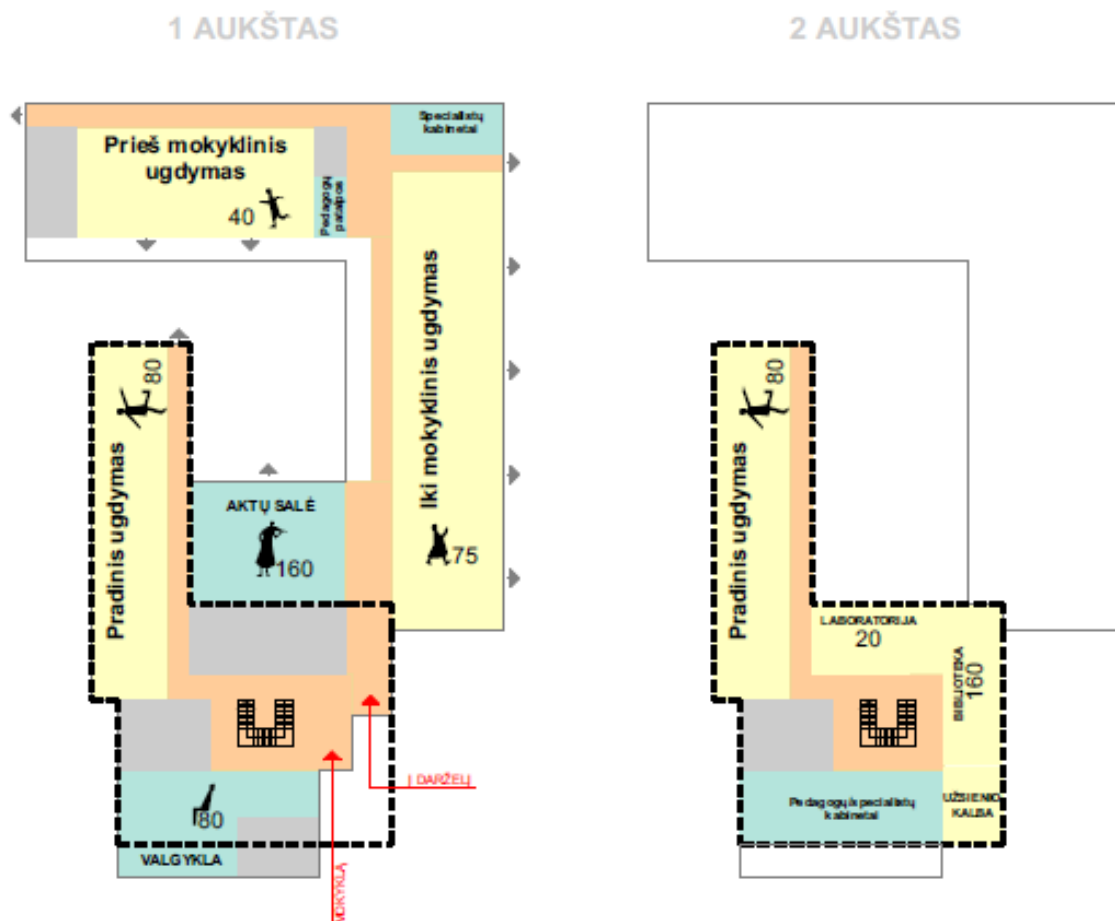 1 AUKŠTAS
2 AUKŠTAS
Specialistų
kabinetai
Prieš mokyklinis
ugdymas
40
Pedagogų
patalpos
Iki mokyklinis ugdymas
75
80
Pradinis ugdymas
AKTŲ SALĖ
160
Į DARŽELĮ
80
VALGYKLA
MOKYKLĄ
80
Pradinis ugdymas
LABORATORIJA
20
BIBLIOTEKA
160
Pedagogų specialistų
kabinetai
UŽSIENIO
KALBA